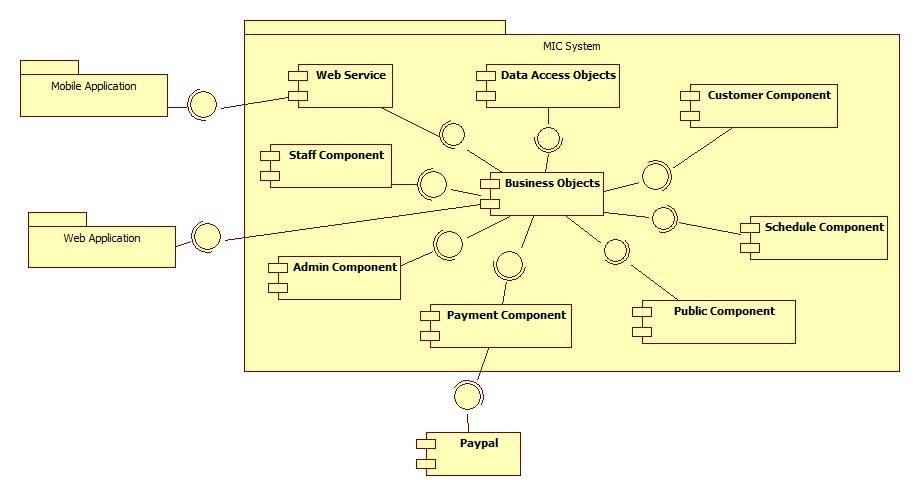 MIC System
Mobile Application
Web Service
Data Access Objects
Customer Component
Staff Component
Business Objects
Web Application
Schedule Component
Admin Component
Payment Component
Public Component
Paypal